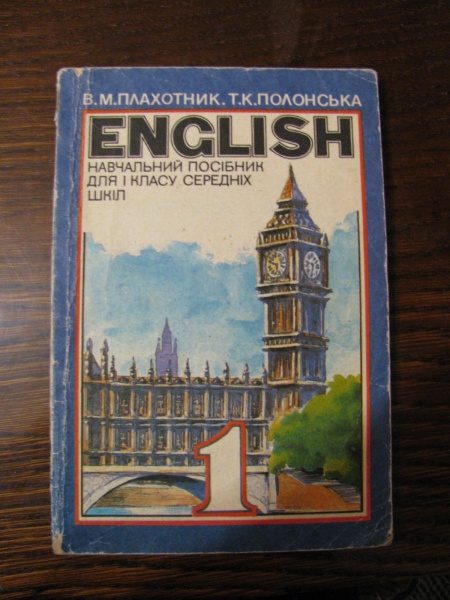 В.М.ПЛАХОТНИК. Т.К.ПОЛОНСЬКА
ENGLISH
НАВЧАЛЬНИЙ ПОСІБНИК
ДЛЯ І КЛАСУ СЕРЕДНІХ
ШКІЛ
1